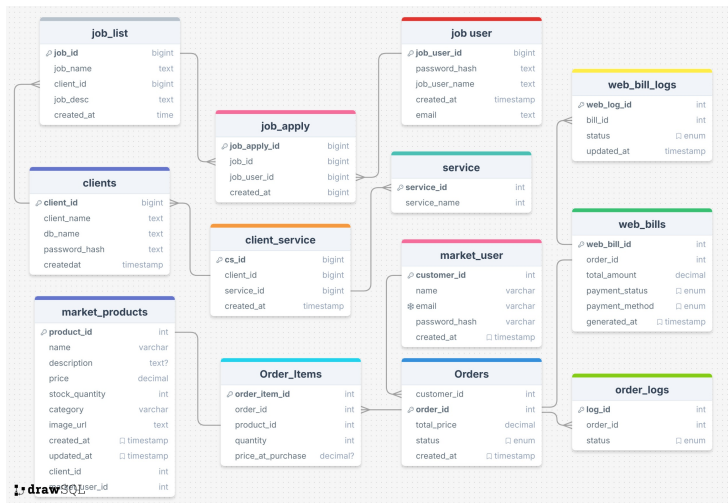 job_list
job_id bigint
job_name text
client_id bigint
job_desc text
created_at time
job user
job_user_id bigint
password_hash text
job_user_name text
created_at timestamp
email text
web_bill_logs
web_log_id int
bill_id int
status enum
updated_at timestamp
job_apply
job_apply_id bigint
job_id bigint
job_user_id bigint
created_at bigint
service
service_id int
service_name int
clients
client_id bigint
client_name text
db_name text
password_hash text
createdat timestamp
client_service
cs_id bigint
client_id bigint
service_id bigint
created_at timestamp
market_user
customer_id int
name varchar
email varchar
password_hash varchar
created_at timestamp
web_bills
web_bill_id int
order_id int
total_amount decimal
payment_status enum
payment_method enum
generated_at timestamp
market_products
product_id int
name varchar
description text?
price decimal
stock_quantity int
category varchar
image_url text
created_at timestamp
updated_at timestamp
client_id int
market_user_id int
Order_Items
order_item_id int
order_id int
product_id int
quantity int
price_at_purchase decimal?
Orders
customer_id int
order_id int
total_price decimal
status enum
created_at timestamp
order_logs
log_id int
order_id int
status enum
drawSQL